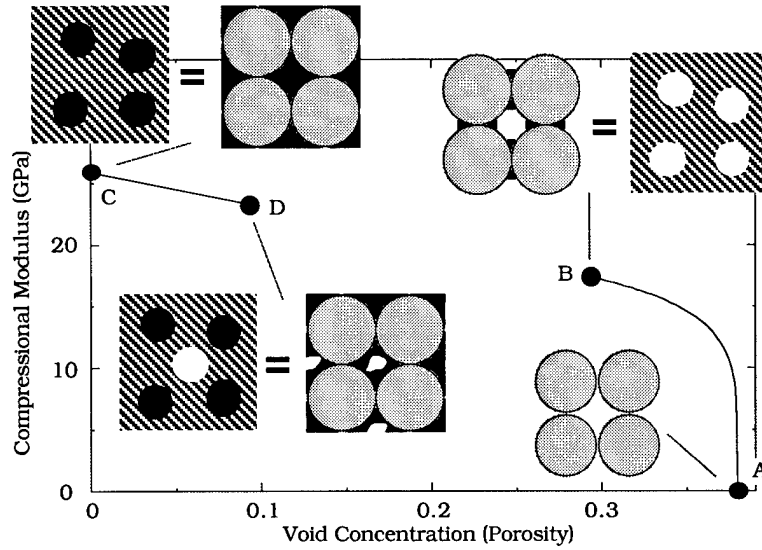 =
=
C
D
B
=
A
Compressional Modulus (GPa)
20
10
0
0
0.1
0.2
0.3
Void Concentration (Porosity)